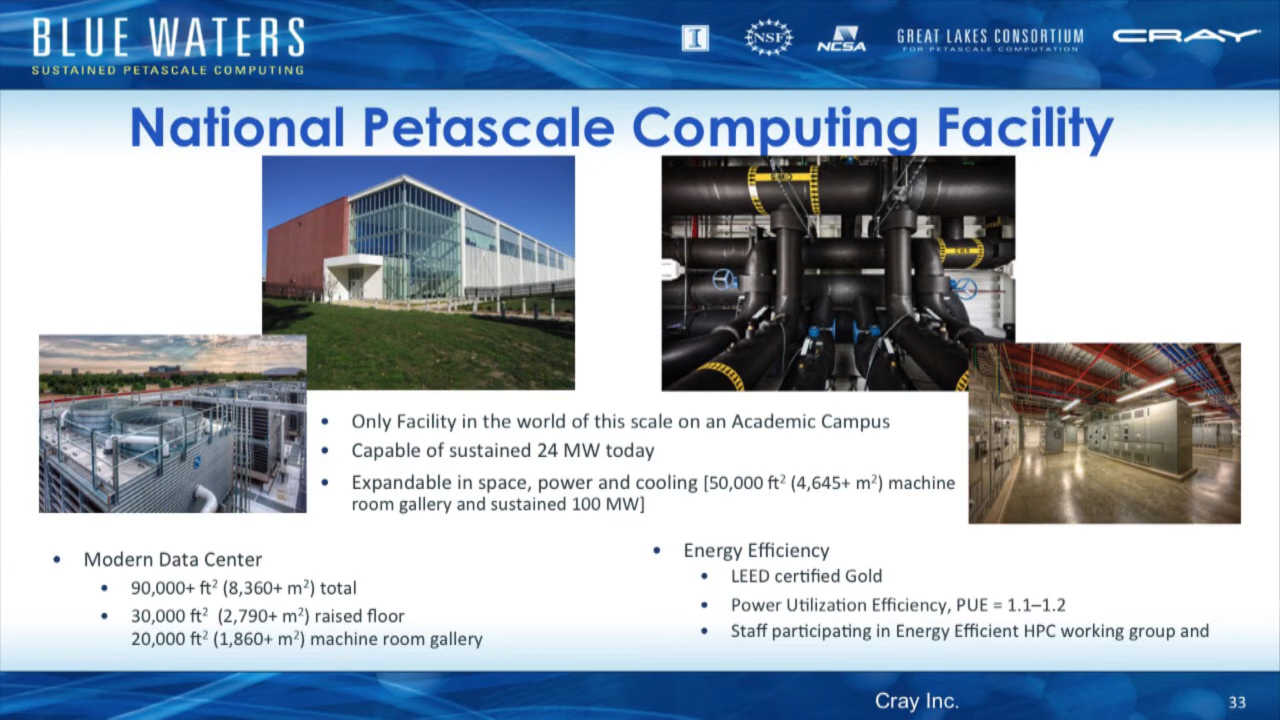 BLUE WATERS
SUSTAINED PETASCALE COMPUTING
I
NSF
NCSA
GREAT LAKES CONSORTIUM
FOR PETASCALE COMPUTATION
CRAY
National Petascale Computing Facility
CWS
CWS
• Only Facility in the world of this scale on an Academic Campus
• Capable of sustained 24 MW today
• Expandable in space, power and cooling [50,000 ft² (4,645+ m²) machine
room gallery and sustained 100 MW]
• Modern Data Center
• 90,000+ ft² (8,360+ m²) total
• 30,000 ft² (2,790+ m²) raised floor
20,000 ft² (1,860+ m²) machine room gallery
• Energy Efficiency
• LEED certified Gold
• Power Utilization Efficiency, PUE = 1.1–1.2
• Staff participating in Energy Efficient HPC working group and
Cray Inc.
33